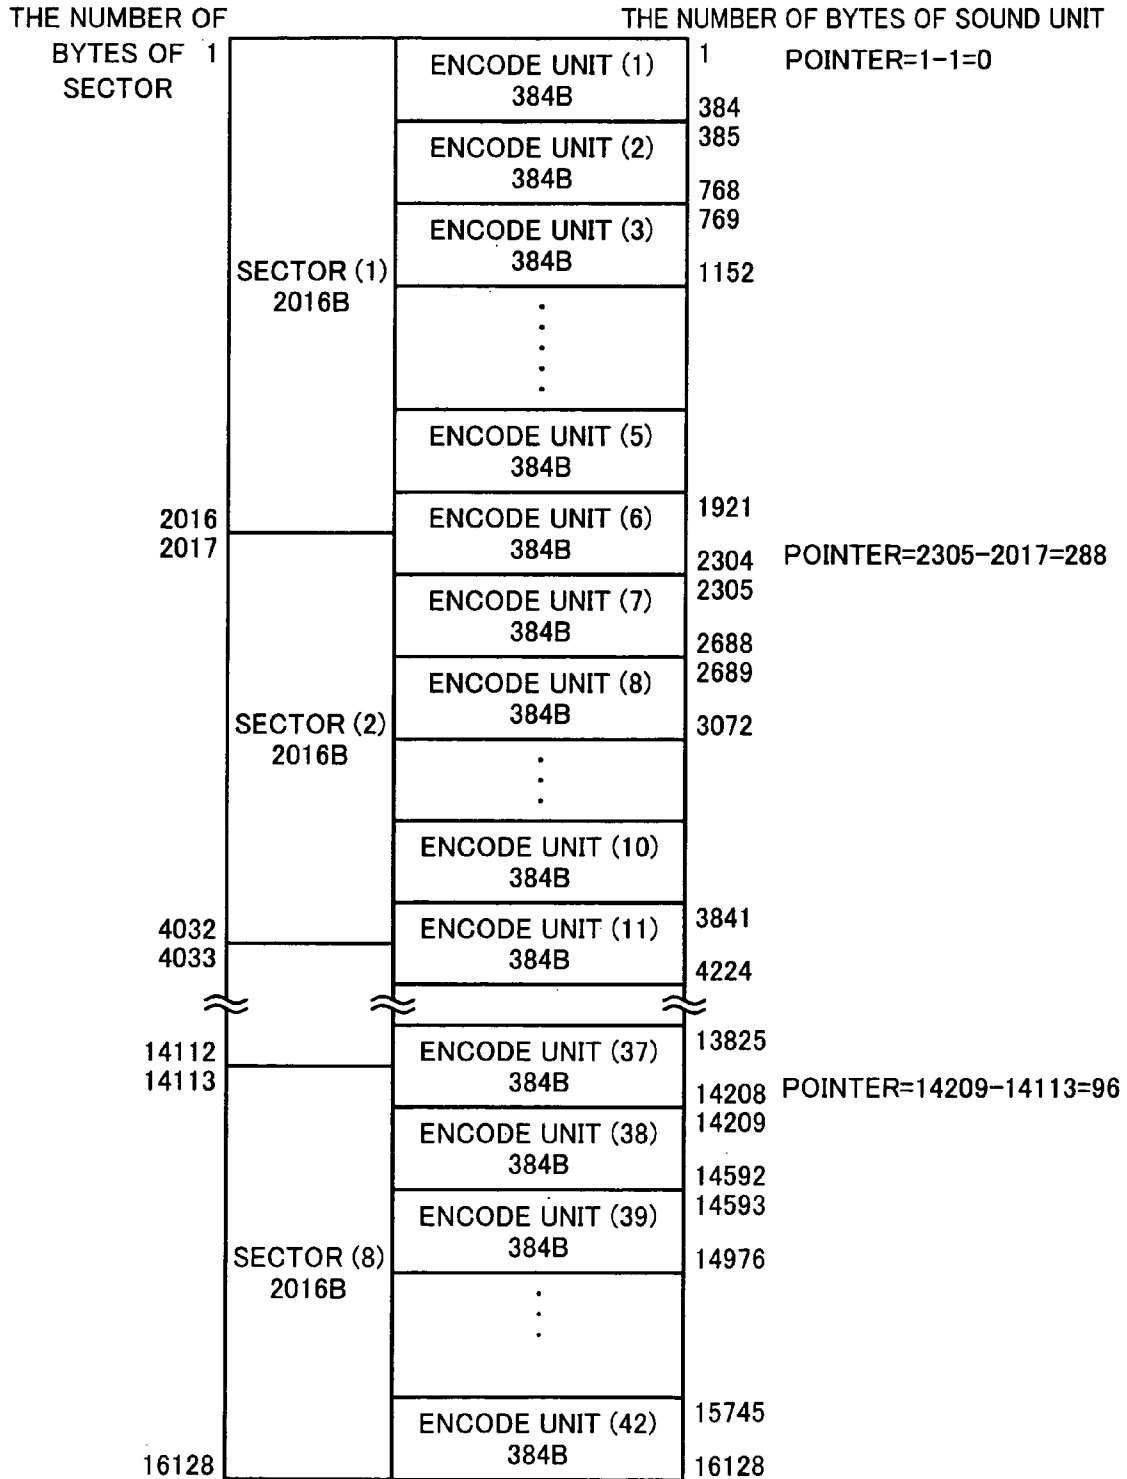 THE NUMBER OF
BYTES OF 1
SECTOR
THE NUMBER OF BYTES OF SOUND UNIT
ENCODE UNIT (1)
384B
1
384
POINTER=1-1=0
ENCODE UNIT (2)
384B
385
768
ENCODE UNIT (3)
384B
769
1152
SECTOR (1)
2016B
ENCODE UNIT (5)
384B
2016
2017
ENCODE UNIT (6)
384B
1921
2304
POINTER=2305-2017=288
ENCODE UNIT (7)
384B
2305
2688
ENCODE UNIT (8)
384B
2689
3072
SECTOR (2)
2016B
ENCODE UNIT (10)
384B
4032
4033
ENCODE UNIT (11)
384B
3841
4224
14112
14113
ENCODE UNIT (37)
384B
13825
14208
POINTER=14209-14113=96
ENCODE UNIT (38)
384B
14209
14592
ENCODE UNIT (39)
384B
14593
14976
SECTOR (8)
2016B
ENCODE UNIT (42)
384B
15745
16128
16128